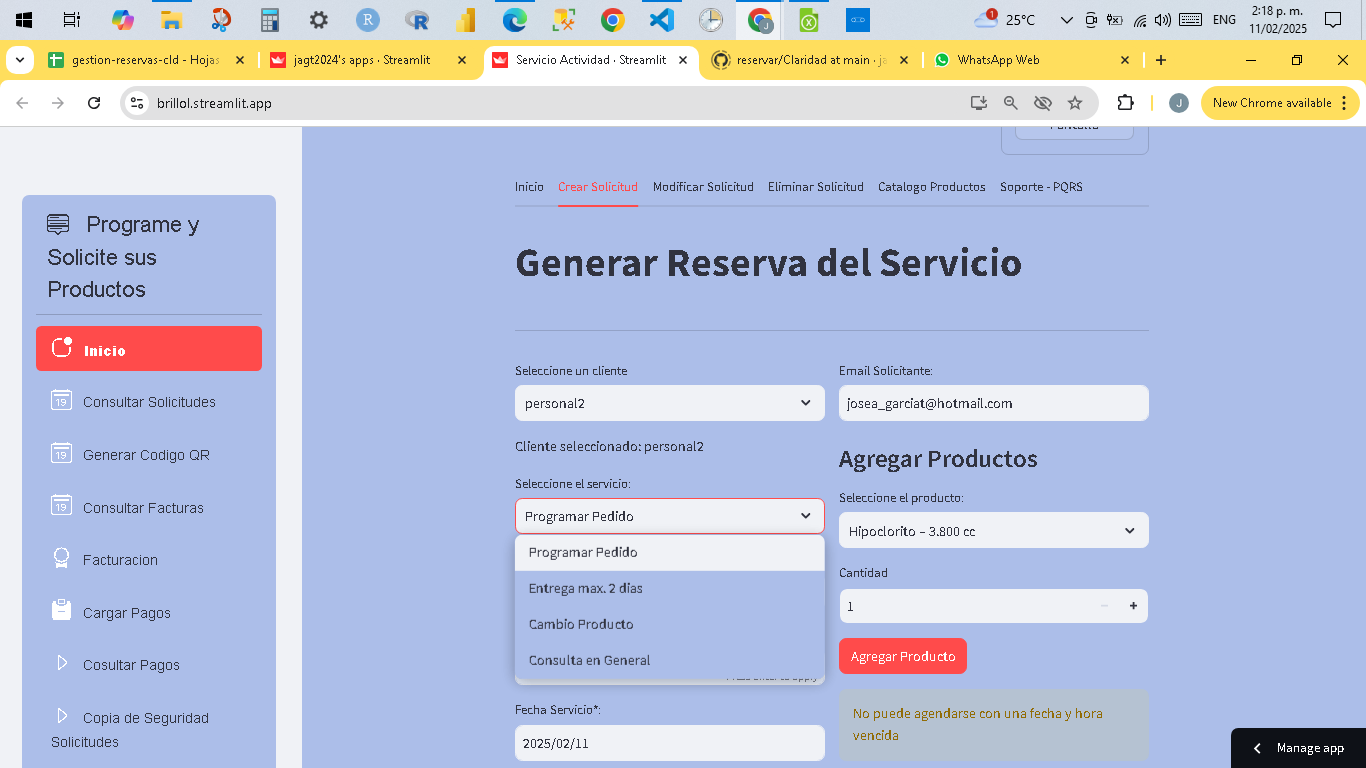 ENG
25°C
1
2:18 p. m.
11/02/2025
gestion-reservas-cld - Hojas
jagt2024's apps · Streamlit
Servicio Actividad · Streamlit
reservar/Claridad at main · ja
WhatsApp Web
brillol.streamlit.app
J
New Chrome available
Programe y
Solicite sus
Productos
Inicio
19
Consultar Solicitudes
19
Generar Codigo QR
19
Consultar Facturas
Facturacion
Cargar Pagos
Cosultar Pagos
Copia de Seguridad
Solicitudes
Pantalla
Inicio
Crear Solicitud
Modificar Solicitud
Eliminar Solicitud
Catalogo Productos
Soporte - PQRS
Generar Reserva del Servicio
Seleccione un cliente
personal2
Cliente seleccionado: personal2
Seleccione el servicio:
Programar Pedido
Programar Pedido
Entrega max. 2 dias
Cambio Producto
Consulta en General
Fecha Servicio*:
2025/02/11
Email Solicitante:
josea_garciat@hotmail.com
Agregar Productos
Seleccione el producto:
Hipoclorito – 3.800 cc
Cantidad
1
Agregar Producto
No puede agendarse con una fecha y hora
vencida
Manage app